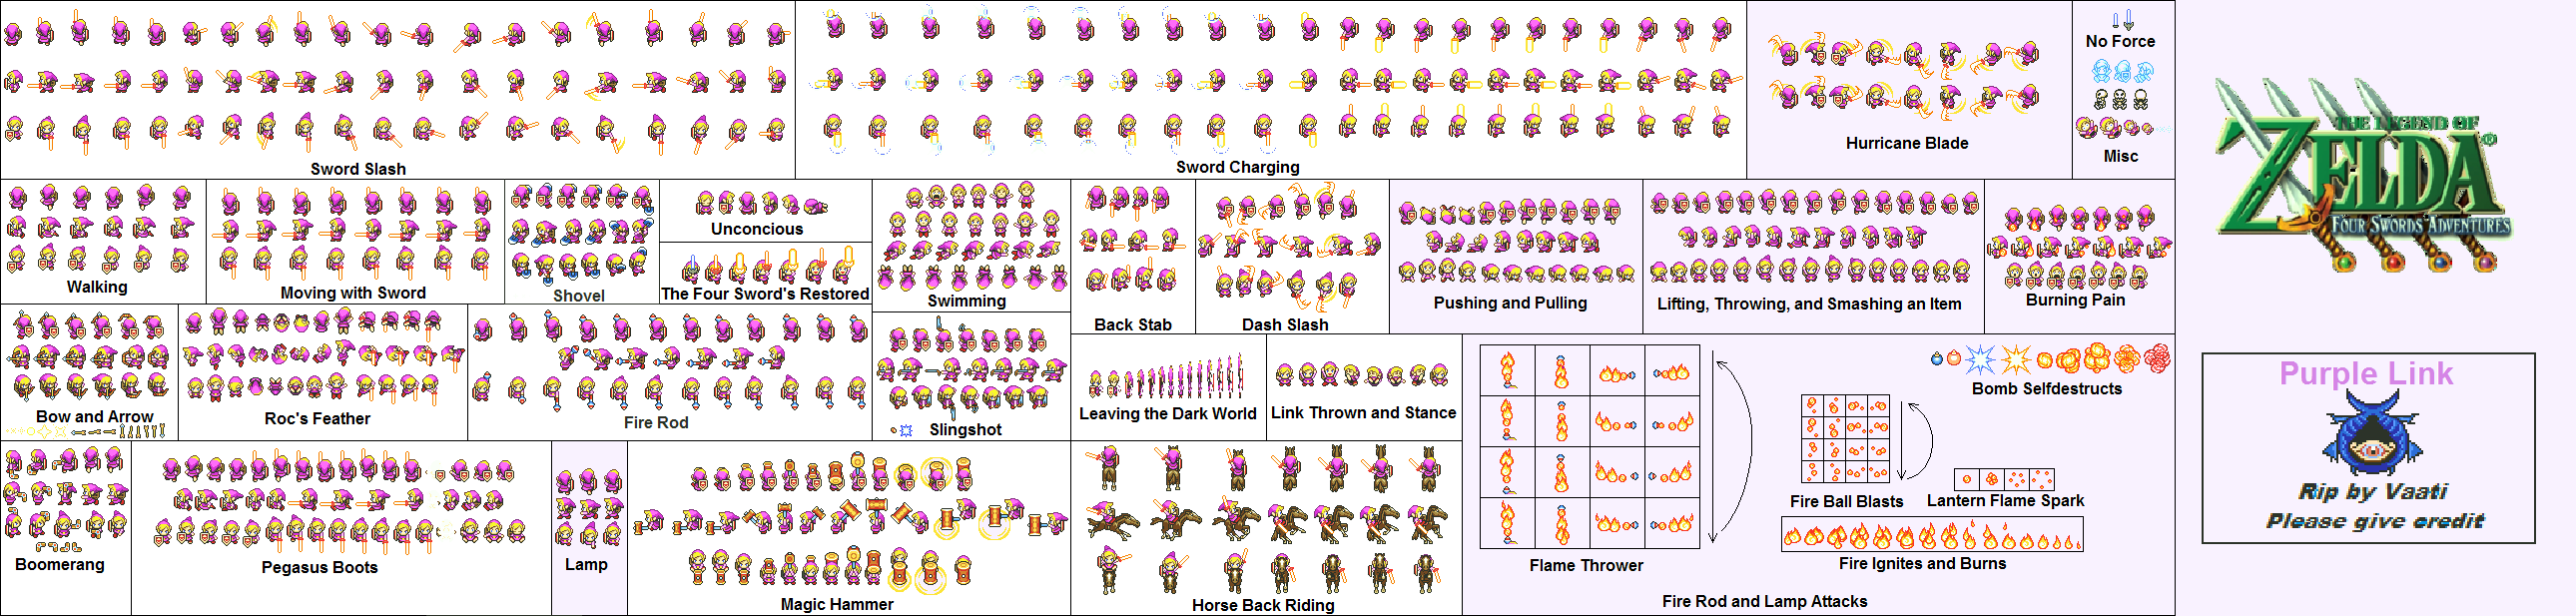 No Force
Misc
Sword Slash
Sword Charging
Hurricane Blade
THE LEGEND OF
ZELDA®
FOUR SWORDS ADVENTURES
Walking
Moving with Sword
Shovel
Unconcious
The Four Sword's Restored
Swimming
Back Stab
Dash Slash
Pushing and Pulling
Lifting, Throwing, and Smashing an Item
Burning Pain
Bow and Arrow
Roc's Feather
Fire Rod
Slingshot
Leaving the Dark World
Link Thrown and Stance
Bomb Selfdestructs
Fire Ball Blasts
Lantern Flame Spark
Fire Ignites and Burns
Flame Thrower
Fire Rod and Lamp Attacks
Boomerang
Pegasus Boots
Lamp
Magic Hammer
Horse Back Riding
Purple Link
Rip by Vaati
Please give credit